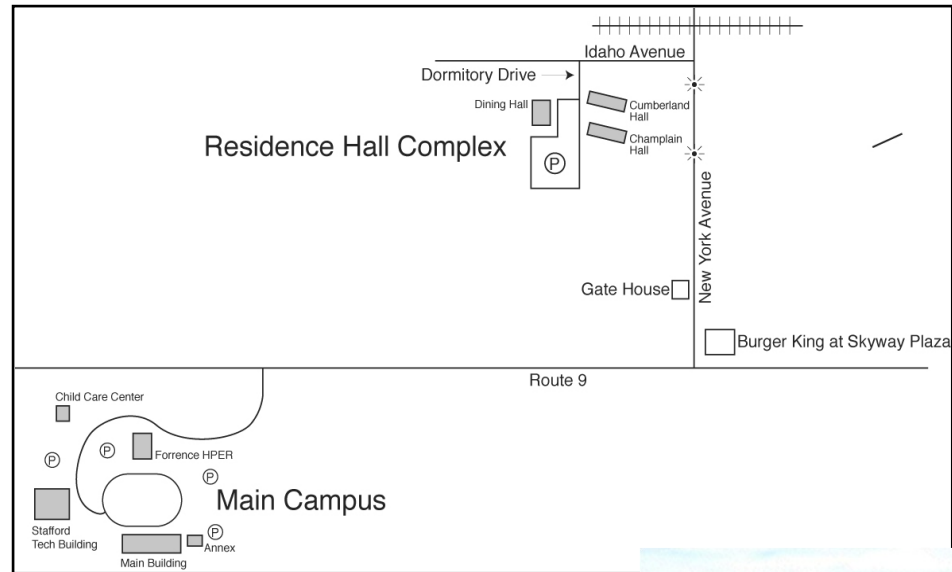 Idaho Avenue
Dormitory Drive
Dining Hall
Cumberland
Hall
Champlain
Hall
Residence Hall Complex
P
New York Avenue
Gate House
Burger King at Skyway Plaza
Route 9
Child Care Center
P
P
Forrence HPER
P
Main Campus
Stafford
Tech Building
P
Annex
Main Building